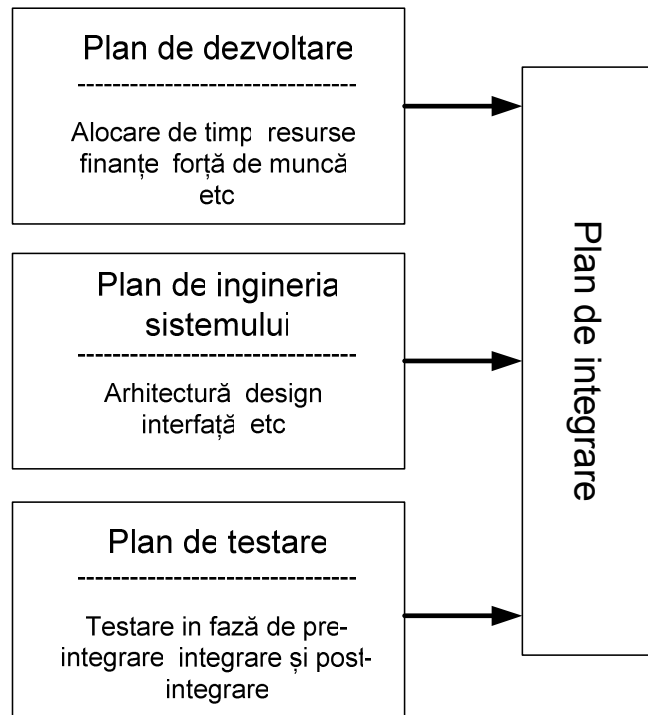 Plan de dezvoltare
--------------------------------
Alocare de timp resurse
finanțe forță de muncă
etc
Plan de ingineria
sistemului
--------------------------------
Arhitectură design
interfață etc
Plan de testare
--------------------------------
Testare in fază de pre-
integrare integrare și post-
integrare
Plan de integrare